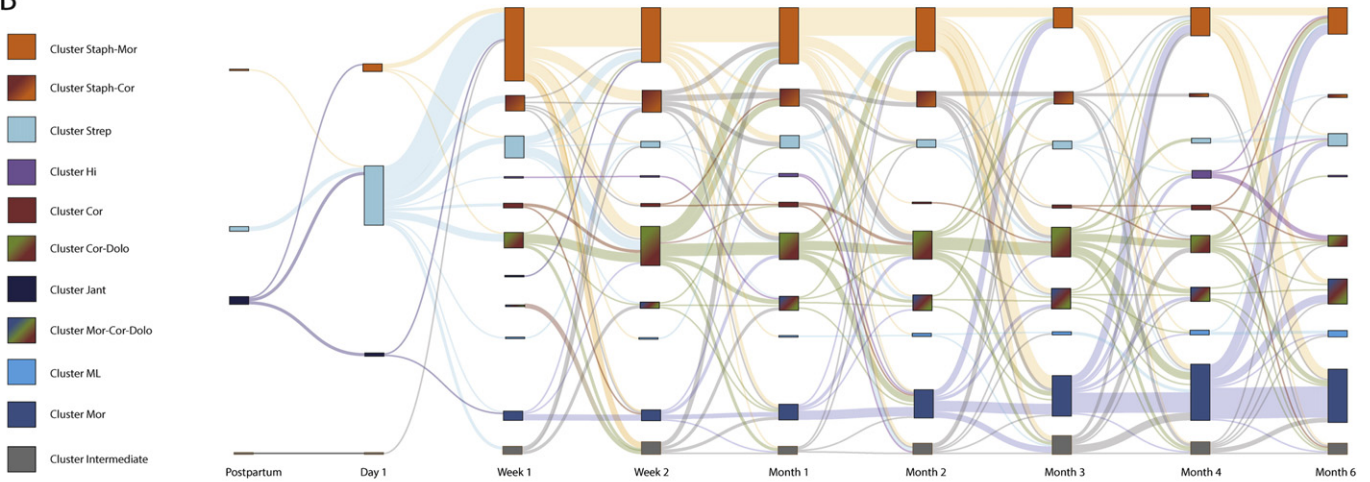 Cluster Staph-Mor
Cluster Staph-Cor
Cluster Strep
Cluster Hi
Cluster Cor
Cluster Cor-Dolo
Cluster Jant
Cluster Mor-Cor-Dolo
Cluster ML
Cluster Mor
Cluster Intermediate
Postpartum Day 1 Week 1 Week 2 Month 1 Month 2 Month 3 Month 4 Month 6